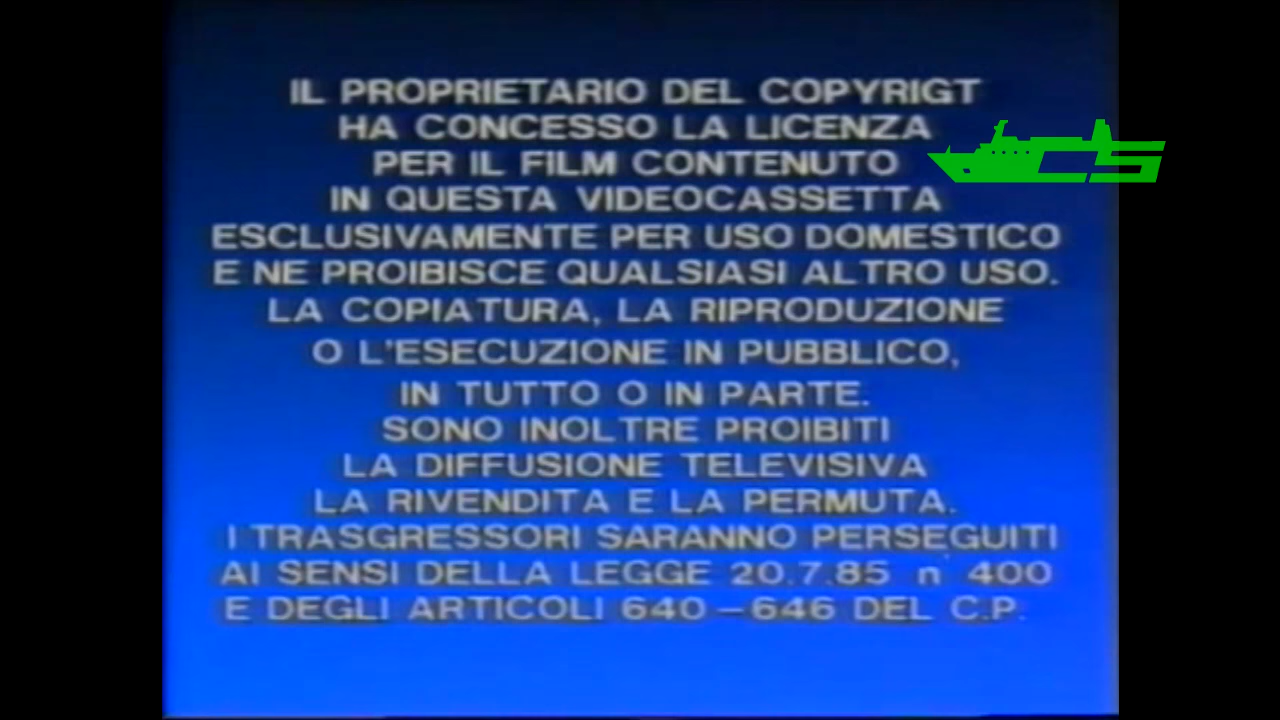 IL PROPRIETARIO DEL COPYRIGT
HA CONCESSO LA LICENZA
PER IL FILM CONTENUTO
IN QUESTA VIDEOCASSETTA
ESCLUSIVAMENTE PER USO DOMESTICO
E NE PROIBISCE QUALSIASI ALTRO USO.
LA COPIATURA, LA RIPRODUZIONE
O L'ESECUZIONE IN PUBBLICO,
IN TUTTO O IN PARTE.
SONO INOLTRE PROIBITI
LA DIFFUSIONE TELEVISIVA
LA RIVENDITA E LA PERMUTA.
I TRASGRESSORI SARANNO PERSEGUITI
AI SENSI DELLA LEGGE 20.7.85 n° 400
E DEGLI ARTICOLI 640-646 DEL C.P.
CS